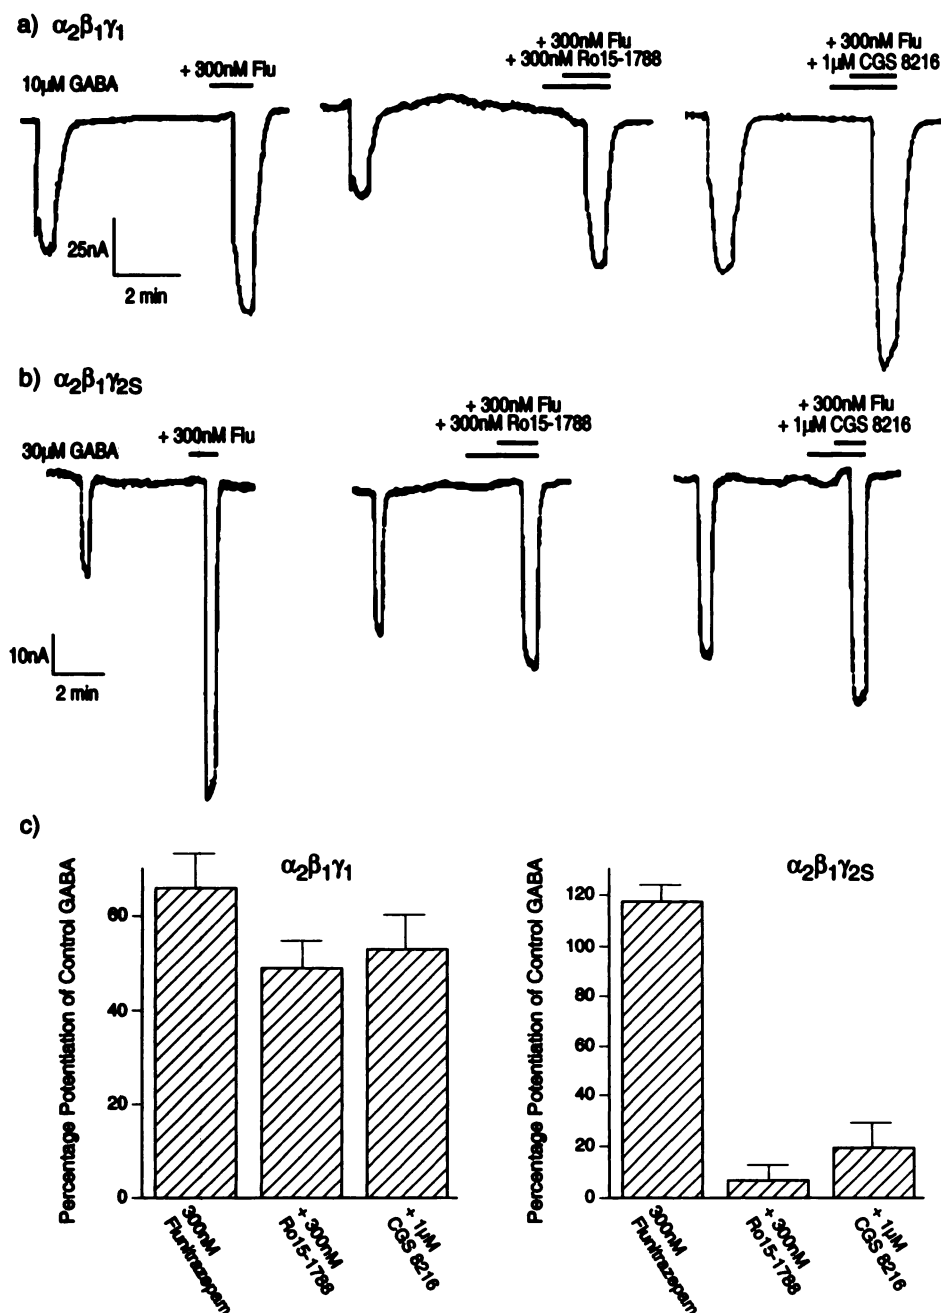 a) α2β1γ1
+ 300nM Flu
+ 300nM Flu
+ 300nM Ro15-1788
+ 300nM Flu
+ 1μM CGS 8216
10μM GABA
25nA
2 min
b) α2β1γ2S
+ 300nM Flu
+ 300nM Flu
+ 300nM Ro15-1788
+ 300nM Flu
+ 1μM CGS 8216
30μM GABA
10nA
2 min
c)
α2β1γ1
Percentage Potentiation of Control GABA
60
40
20
0
300nM
Flunitrazepam
+ 300nM
Ro15-1788
+ 1μM
CGS 8216
α2β1γ2S
Percentage Potentiation of Control GABA
120
100
80
60
40
20
0
300nM
Flunitrazepam
+ 300nM
Ro15-1788
+ 1μM
CGS 8216